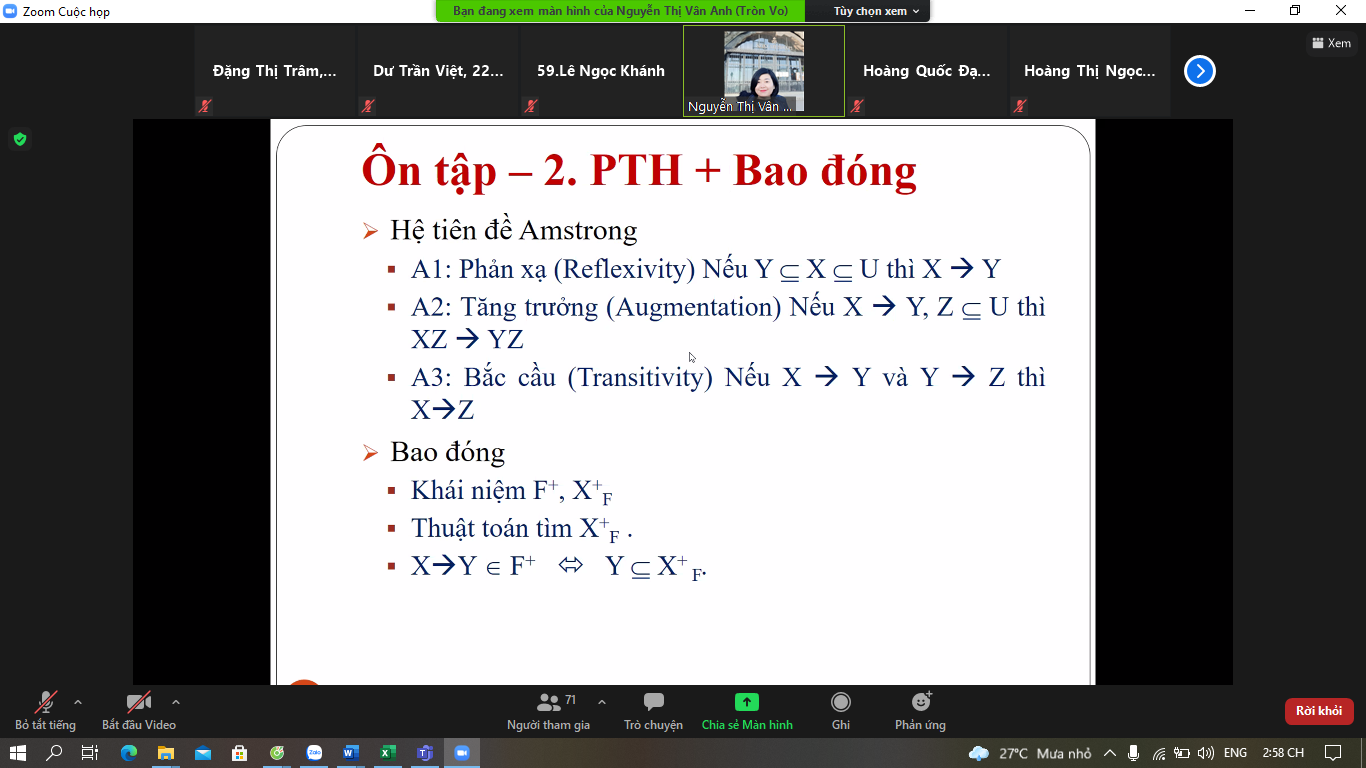 Zoom Cuộc họp
Bạn đang xem màn hình của Nguyễn Thị Vân Anh (Tròn Vo)
Tùy chọn xem
Đặng Thị Trâm,...
Dư Trần Việt, 22...
59.Lê Ngọc Khánh
Nguyễn Thị Vân ...
Hoàng Quốc Đạ...
Hoàng Thị Ngọc...
Xem
Ôn tập – 2. PTH + Bao đóng
Hệ tiên đề Amstrong
A1: Phản xạ (Reflexivity) Nếu Y ⊆ X ⊆ U thì X → Y
A2: Tăng trưởng (Augmentation) Nếu X → Y, Z ⊆ U thì
XZ → YZ
A3: Bắc cầu (Transitivity) Nếu X → Y và Y → Z thì
X→Z
Bao đóng
Khái niệm F⁺, X⁺F
Thuật toán tìm X⁺F .
X→Y ∈ F⁺ ⇔ Y ⊆ X⁺ F.
Bỏ tắt tiếng
Bắt đầu Video
71
Người tham gia
Trò chuyện
Chia sẻ Màn hình
Ghi
Phản ứng
Rời khỏi
27°C Mưa nhỏ
ENG
2:58 CH